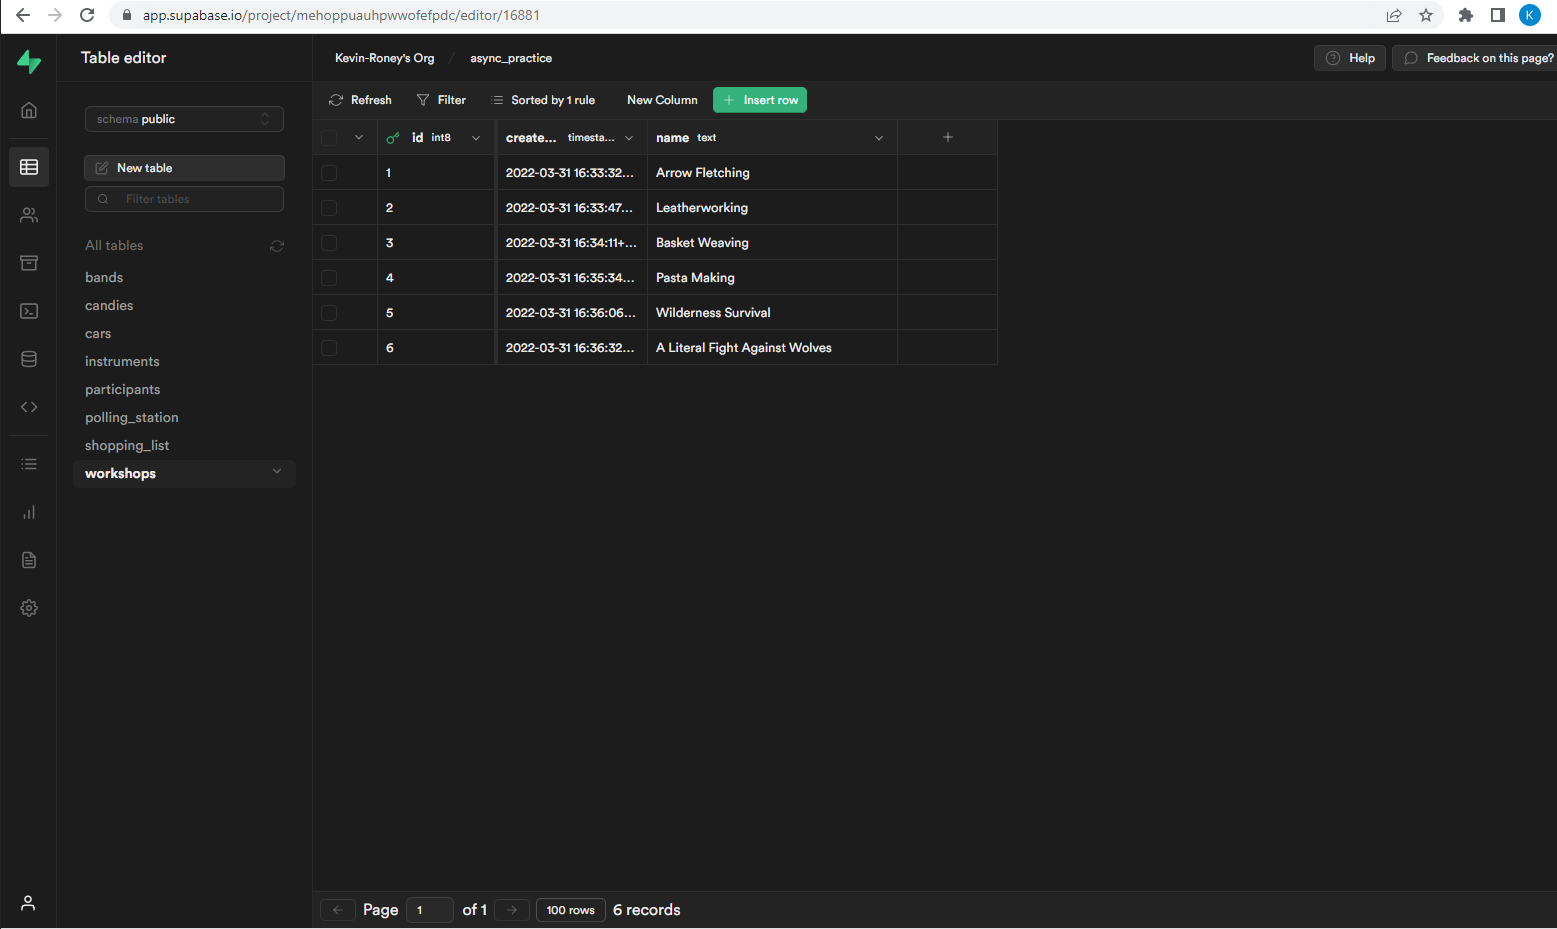 app.supabase.io/project/mehoppuauhpwwofefpdc/editor/16881
K
Table editor
Kevin-Roney's Org / async_practice
Help
Feedback on this page?
schema public
Refresh Filter Sorted by 1 rule New Column + Insert row
id int8 create... timesta... name text +
New table
Filter tables
1 2022-03-31 16:33:32... Arrow Fletching
2 2022-03-31 16:33:47... Leatherworking
3 2022-03-31 16:34:11+... Basket Weaving
4 2022-03-31 16:35:34... Pasta Making
5 2022-03-31 16:36:06... Wilderness Survival
6 2022-03-31 16:36:32... A Literal Fight Against Wolves
All tables
bands
candies
cars
instruments
participants
polling_station
shopping_list
workshops
Page 1 of 1 100 rows 6 records